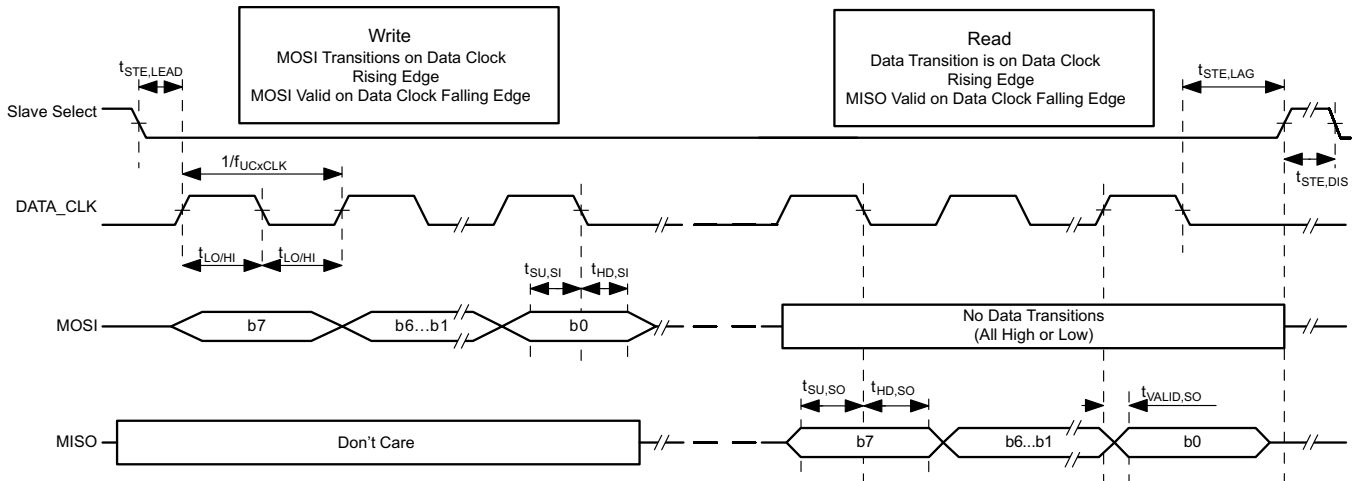 Write
MOSI Transitions on Data Clock
Rising Edge
MOSI Valid on Data Clock Falling Edge
Read
Data Transition is on Data Clock
Rising Edge
MISO Valid on Data Clock Falling Edge
tSTE,LEAD
tSTE,LAG
Slave Select
1/fUCxCLK
tSTE,DIS
DATA_CLK
tLO/HI tLO/HI
tSU,SI tHD,SI
MOSI b7 b6...b1 b0
No Data Transitions
(All High or Low)
tSU,SO tHD,SO tVALID,SO
MISO Don't Care b7 b6...b1 b0